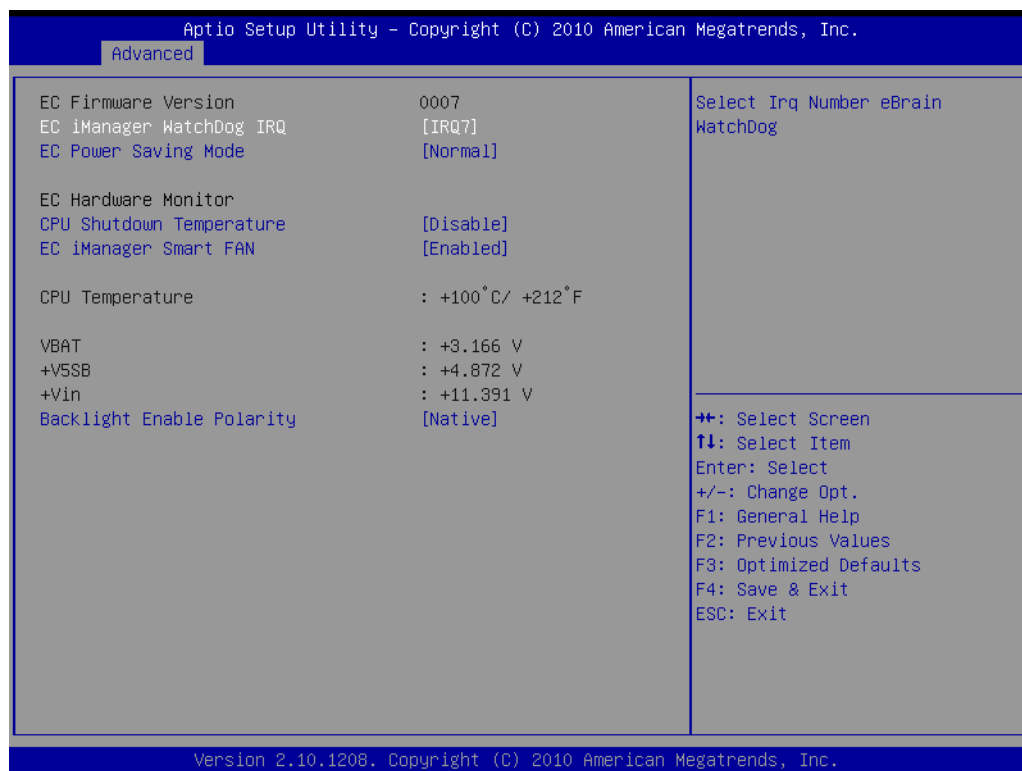 Aptio Setup Utility – Copyright (C) 2010 American Megatrends, Inc.
Advanced
EC Firmware Version 0007
EC iManager WatchDog IRQ [IRQ7]
EC Power Saving Mode [Normal]
EC Hardware Monitor
CPU Shutdown Temperature [Disable]
EC iManager Smart FAN [Enabled]
CPU Temperature : +100°C/ +212°F
VBAT : +3.166 V
+V5SB : +4.872 V
+Vin : +11.391 V
Backlight Enable Polarity [Native]
Select Irq Number eBrain
WatchDog
→←: Select Screen
↑↓: Select Item
Enter: Select
+/-: Change Opt.
F1: General Help
F2: Previous Values
F3: Optimized Defaults
F4: Save & Exit
ESC: Exit
Version 2.10.1208. Copyright (C) 2010 American Megatrends, Inc.